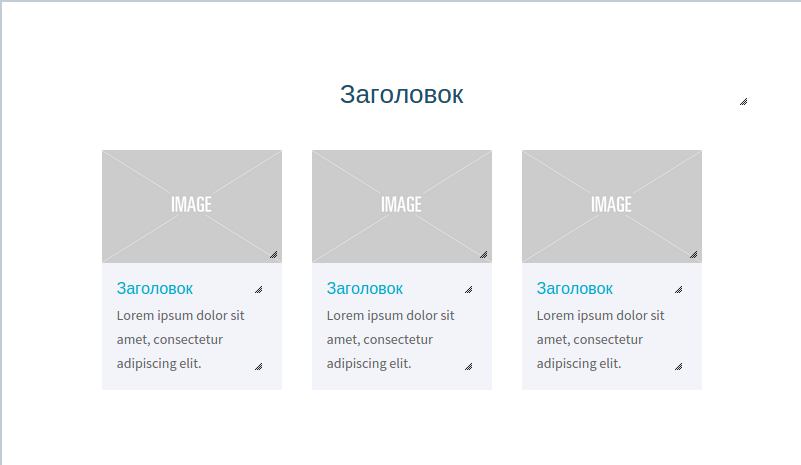 Заголовок
IMAGE
IMAGE
IMAGE
Заголовок
Lorem ipsum dolor sit
amet, consectetur
adipiscing elit.
Заголовок
Lorem ipsum dolor sit
amet, consectetur
adipiscing elit.
Заголовок
Lorem ipsum dolor sit
amet, consectetur
adipiscing elit.